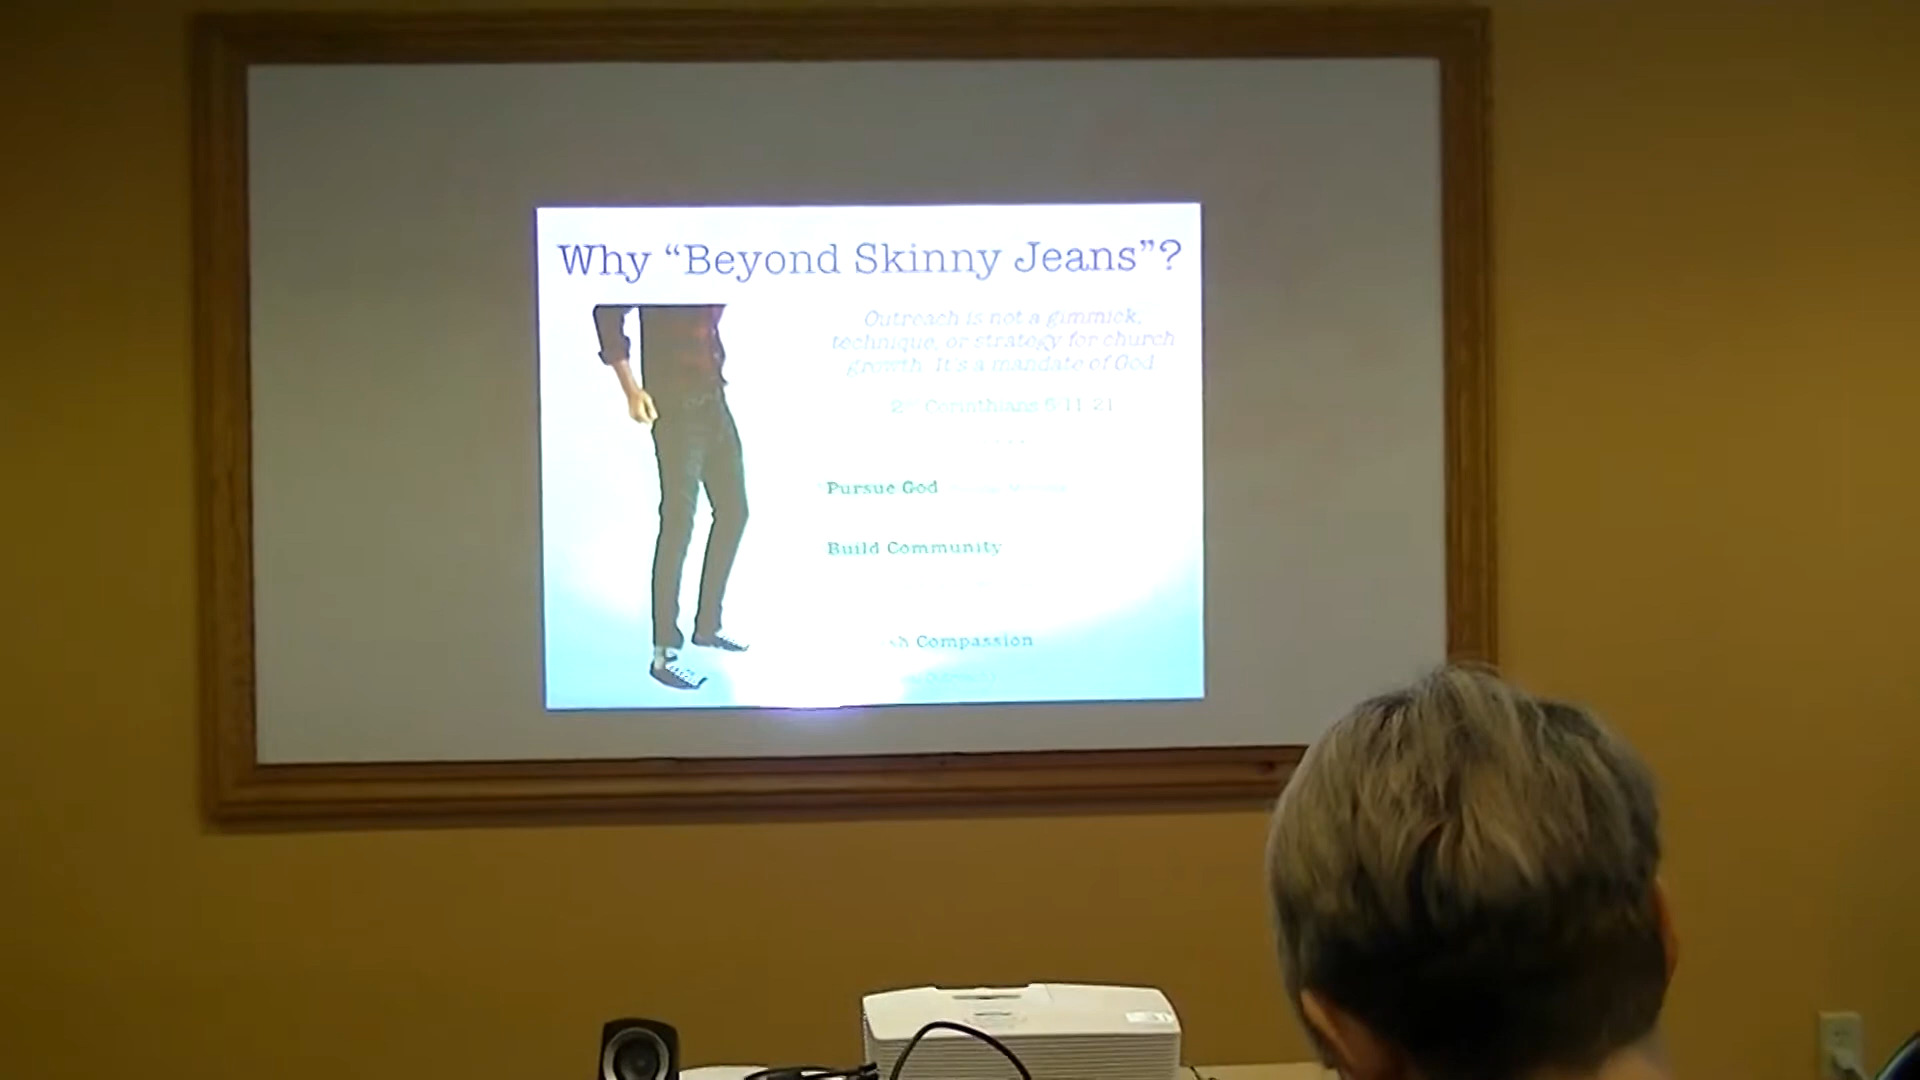 Why “Beyond Skinny Jeans”?
Outreach is not a gimmick,
technique, or strategy for church
growth. It's a mandate of God
2nd Corinthians 5:11-21
Pursue God
Build Community
Compassion